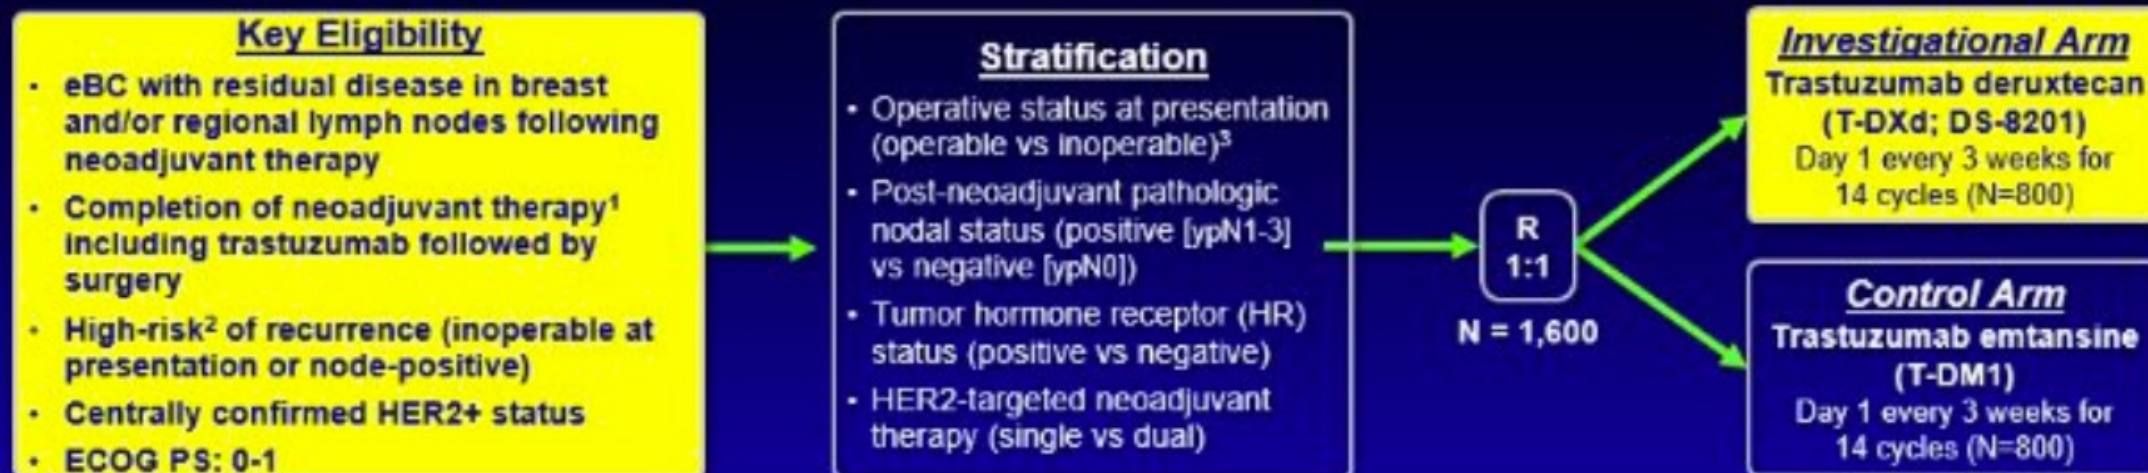 Key Eligibility
• eBC with residual disease in breast
and/or regional lymph nodes following
neoadjuvant therapy
• Completion of neoadjuvant therapy¹
including trastuzumab followed by
surgery
• High-risk² of recurrence (inoperable at
presentation or node-positive)
• Centrally confirmed HER2+ status
• ECOG PS: 0-1
Stratification
• Operative status at presentation
(operable vs inoperable)³
• Post-neoadjuvant pathologic
nodal status (positive [ypN1-3]
vs negative [ypN0])
• Tumor hormone receptor (HR)
status (positive vs negative)
• HER2-targeted neoadjuvant
therapy (single vs dual)
R
1:1
N = 1,600
Investigational Arm
Trastuzumab deruxtecan
(T-DXd; DS-8201)
Day 1 every 3 weeks for
14 cycles (N=800)
Control Arm
Trastuzumab emtansine
(T-DM1)
Day 1 every 3 weeks for
14 cycles (N=800)